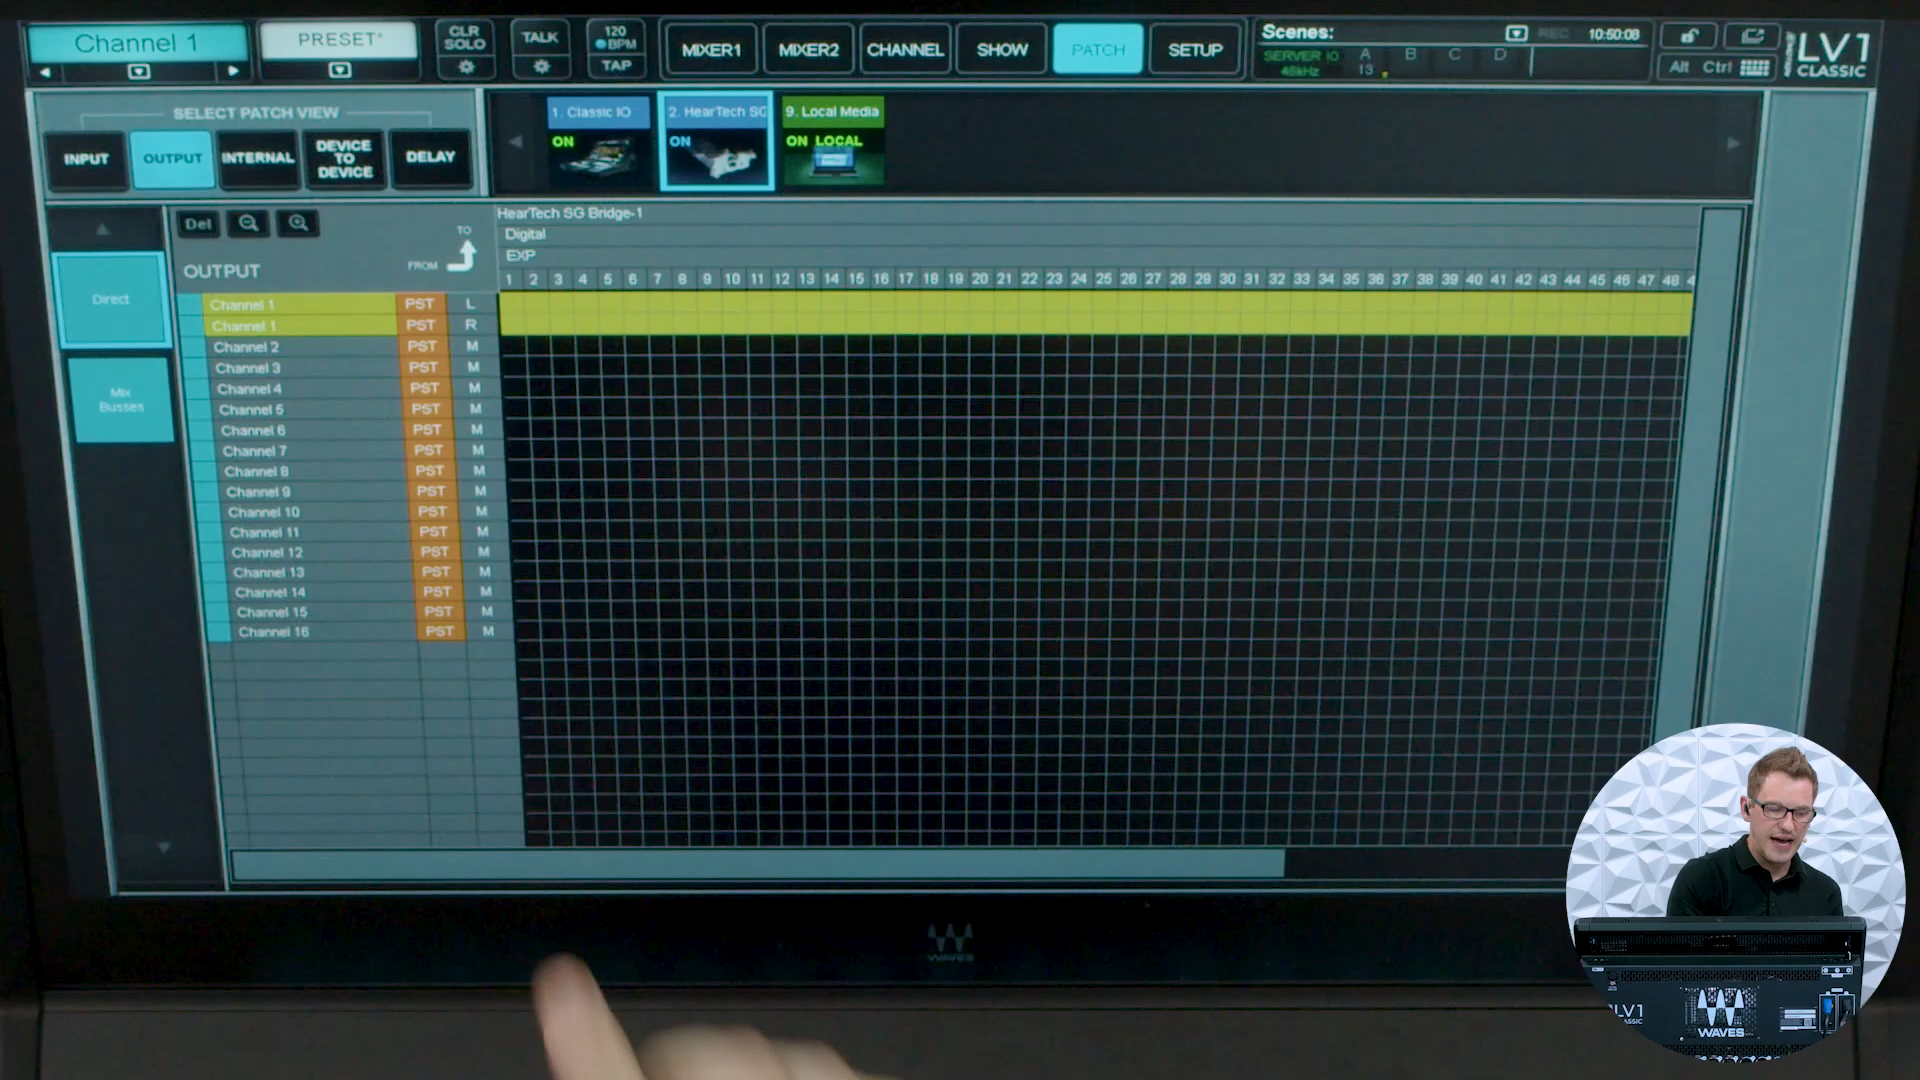 Channel 1
PRESET*
CLR SOLO
TALK
120 BPM
TAP
MIXER1
MIXER2
CHANNEL
SHOW
PATCH
SETUP
Scenes:
REC
10:50:08
SERVER IO
48kHz
A B C D
13
Alt Ctrl
LV1
CLASSIC
SELECT PATCH VIEW
INPUT
OUTPUT
INTERNAL
DEVICE TO DEVICE
DELAY
1. Classic IO
ON
2. HearTech SG
ON
9. Local Media
ON LOCAL
Del
TO
FROM
OUTPUT
HearTech SG Bridge-1
Digital
EXP
1 2 3 4 5 6 7 8 9 10 11 12 13 14 15 16 17 18 19 20 21 22 23 24 25 26 27 28 29 30 31 32 33 34 35 36 37 38 39 40 41 42 43 44 45 46 47 48 4
Direct
Mix Busses
Channel 1 PST L
Channel 1 PST R
Channel 2 PST M
Channel 3 PST M
Channel 4 PST M
Channel 5 PST M
Channel 6 PST M
Channel 7 PST M
Channel 8 PST M
Channel 9 PST M
Channel 10 PST M
Channel 11 PST M
Channel 12 PST M
Channel 13 PST M
Channel 14 PST M
Channel 15 PST M
Channel 16 PST M
WAVES
LV1
CLASSIC
WAVES